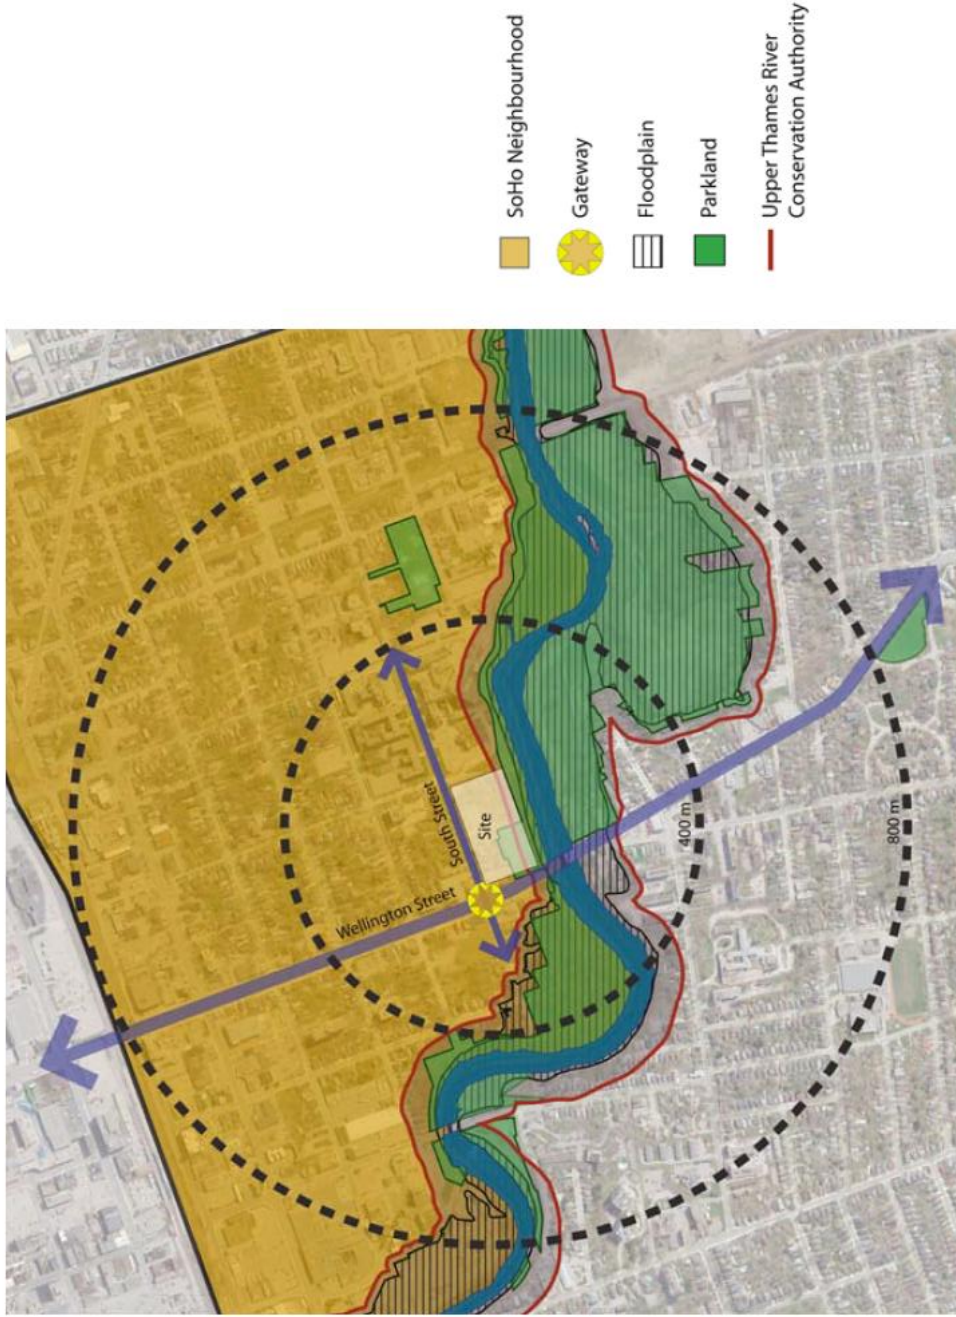 SoHo Neighbourhood
Gateway
Floodplain
Parkland
Upper Thames River
Conservation Authority
Wellington Street
South Street
Site
400 m
800 m